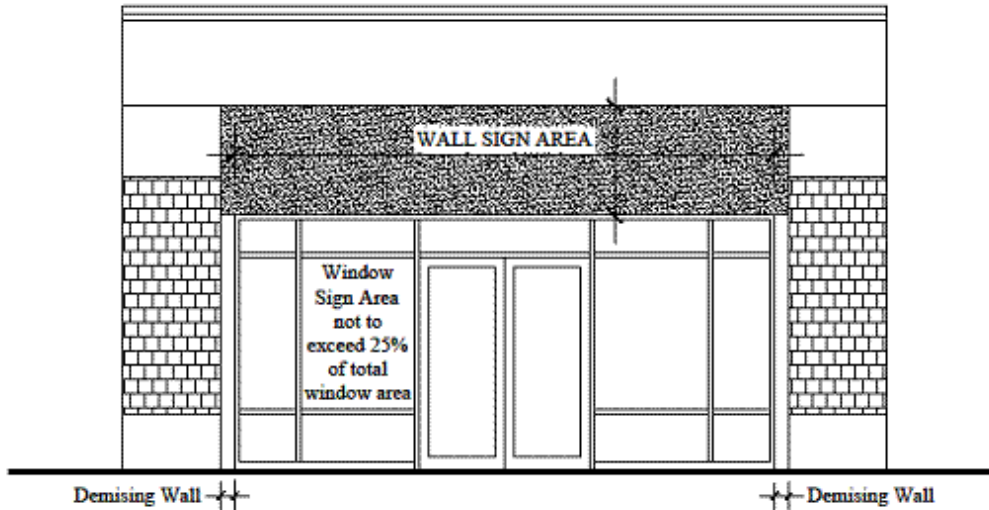 WALL SIGN AREA
Window
Sign Area
not to
exceed 25%
of total
window area
Demising Wall
Demising Wall